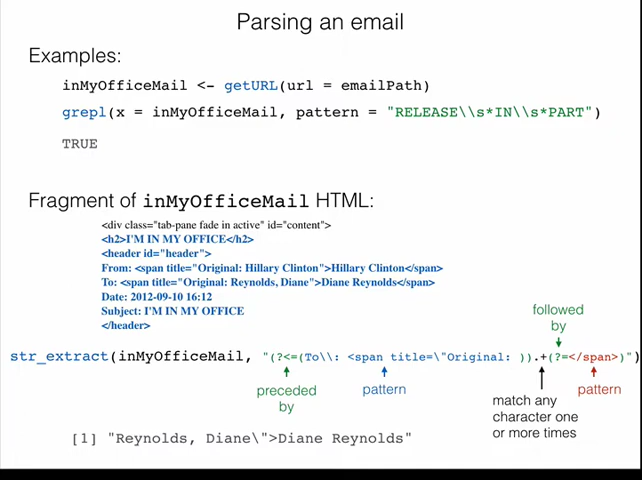 Parsing an email
Examples:
inMyOfficeMail <- getURL(url = emailPath)
grepl(x = inMyOfficeMail, pattern = "RELEASE\\s*IN\\s*PART")
TRUE
Fragment of inMyOfficeMail HTML:
<div class="tab-pane fade in active" id="content">
<h2>I'M IN MY OFFICE</h2>
<header id="header">
From: <span title="Original: Hillary Clinton">Hillary Clinton</span>
To: <span title="Original: Reynolds, Diane">Diane Reynolds</span>
Date: 2012-09-10 16:12
Subject: I'M IN MY OFFICE
</header>
followed
by
str_extract(inMyOfficeMail, "(?<=(To\\: <span title=\"Original: )).+(?=</span>)")
preceded
by
pattern
match any
character one
or more times
pattern
[1] "Reynolds, Diane\">Diane Reynolds"